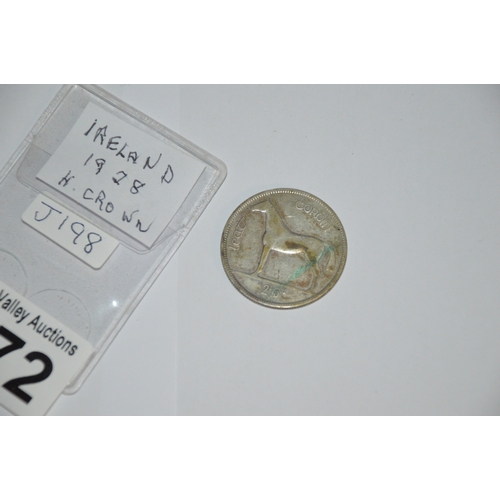 IRELAND
1928
H. CROWN
J198
Valley Auctions
72